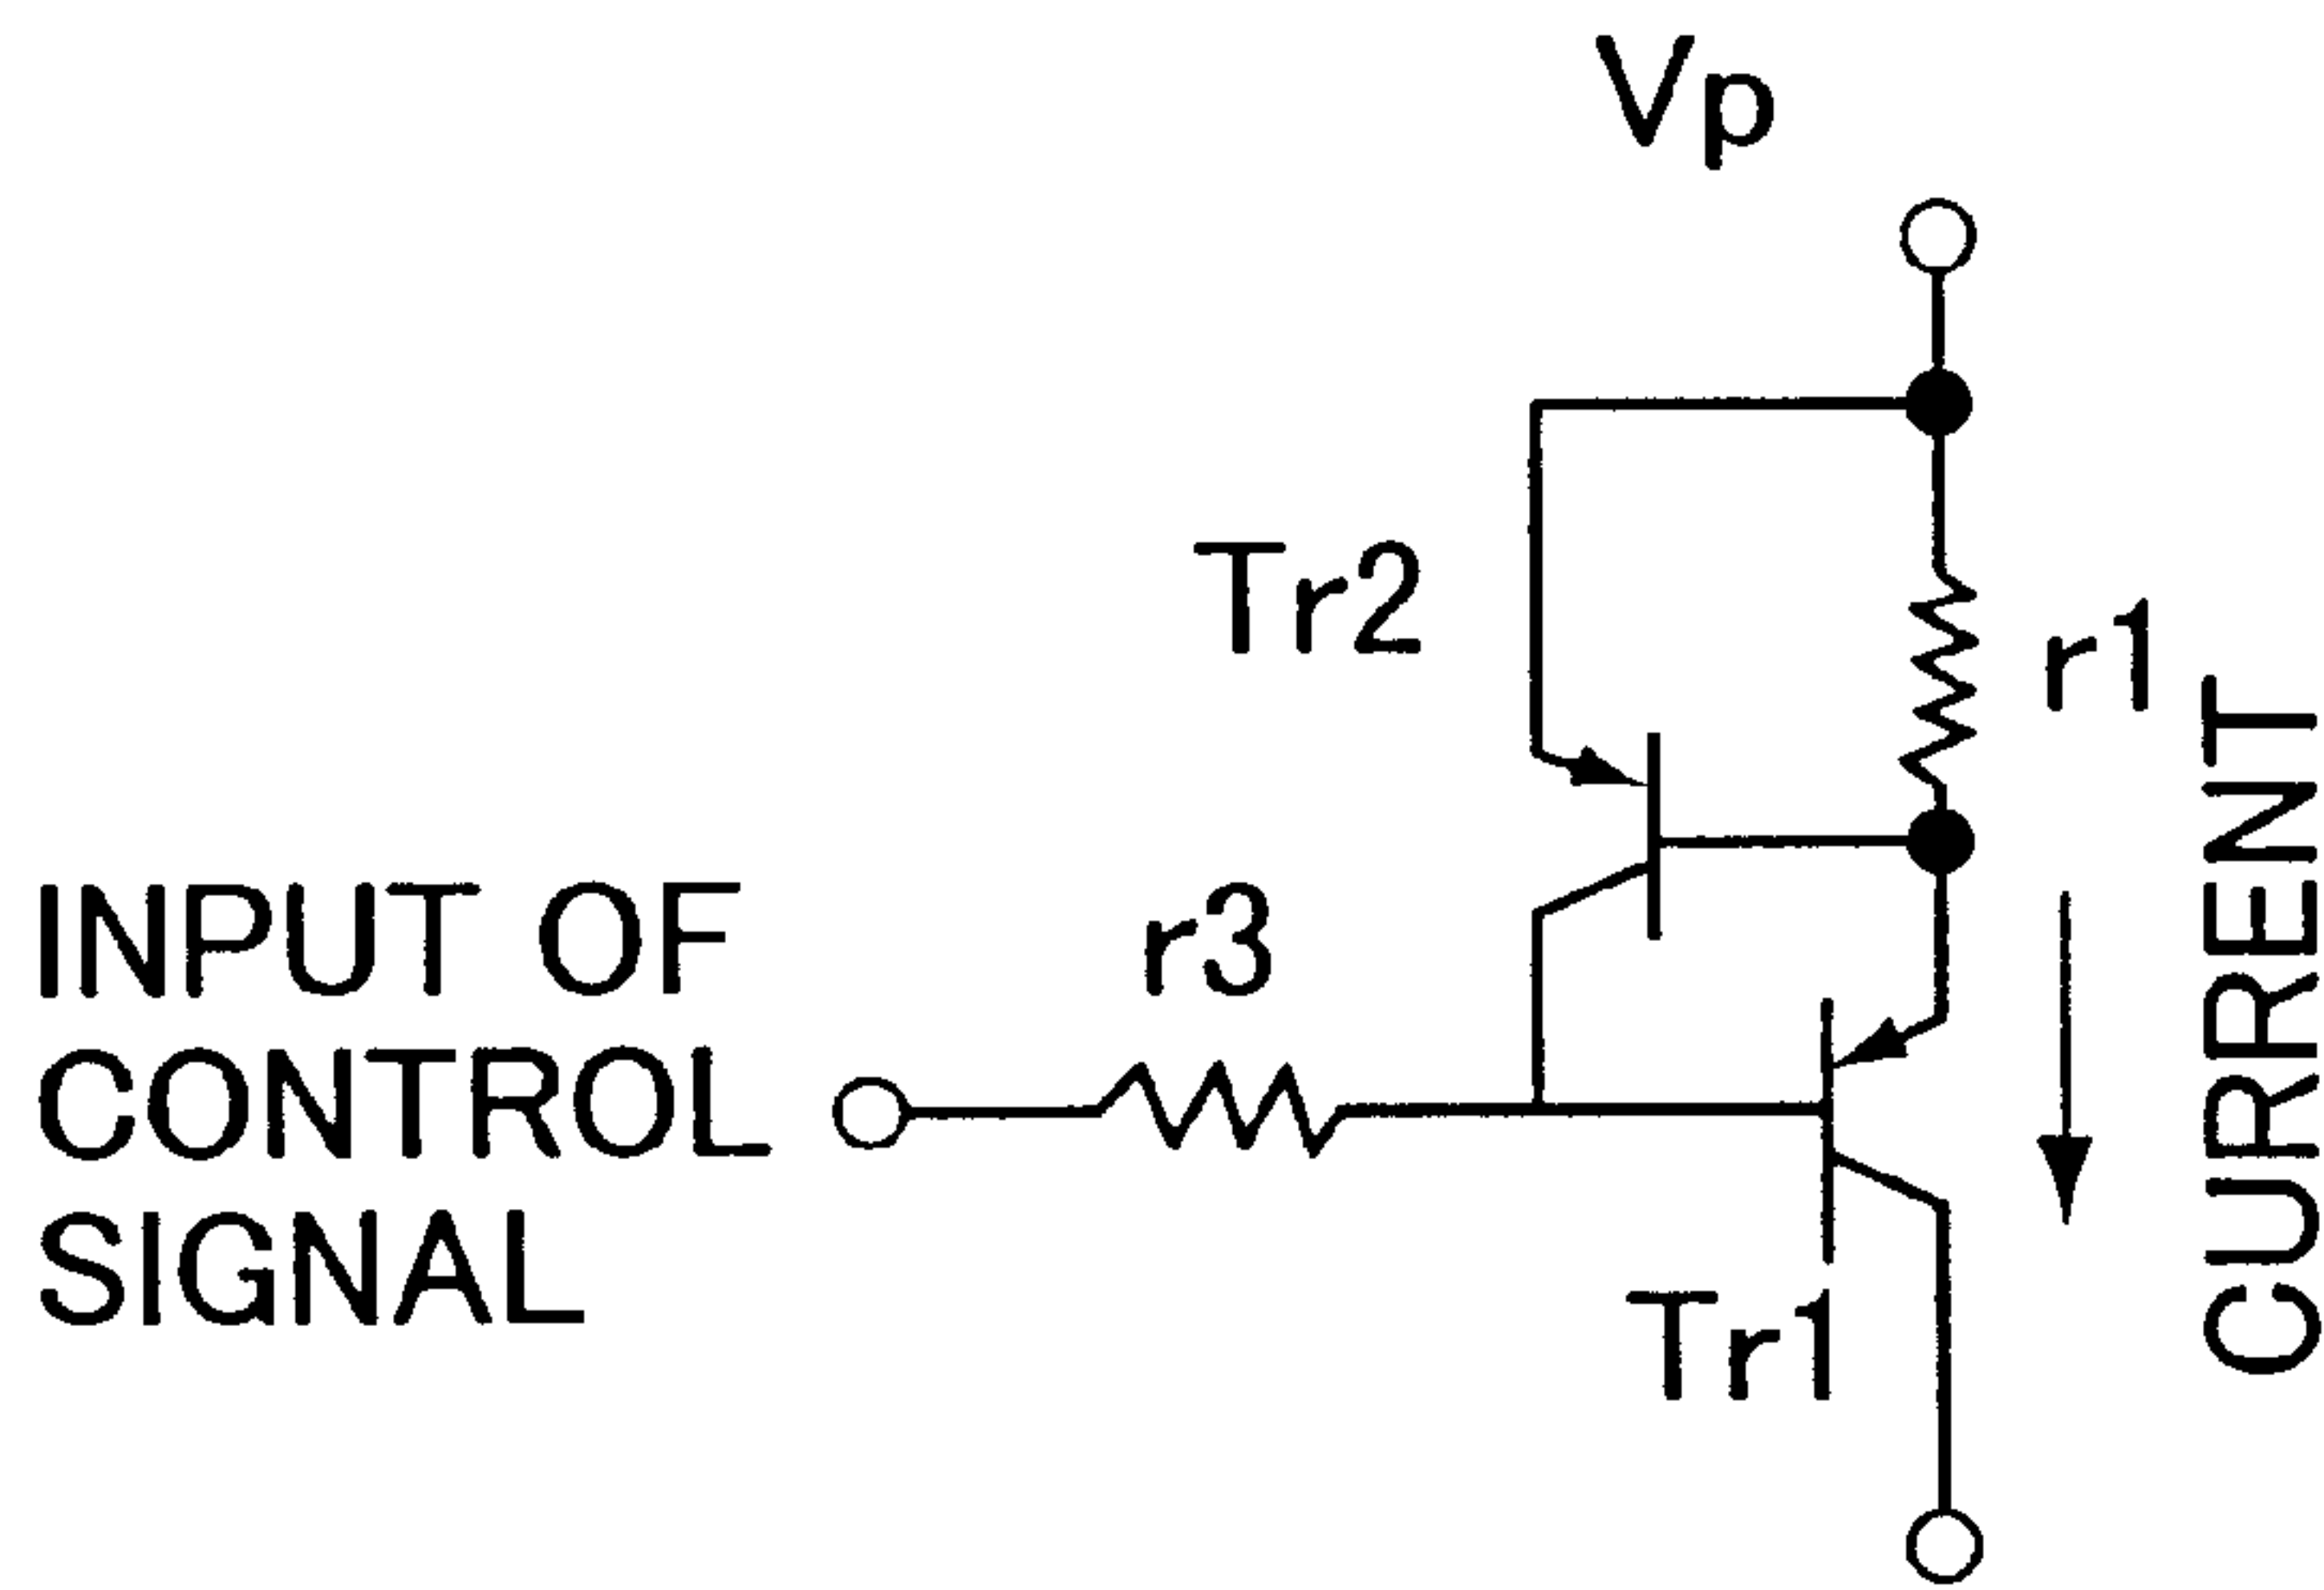 Vp
Tr2
r1
INPUT OF
CONTROL
SIGNAL
r3
Tr1
CURRENT